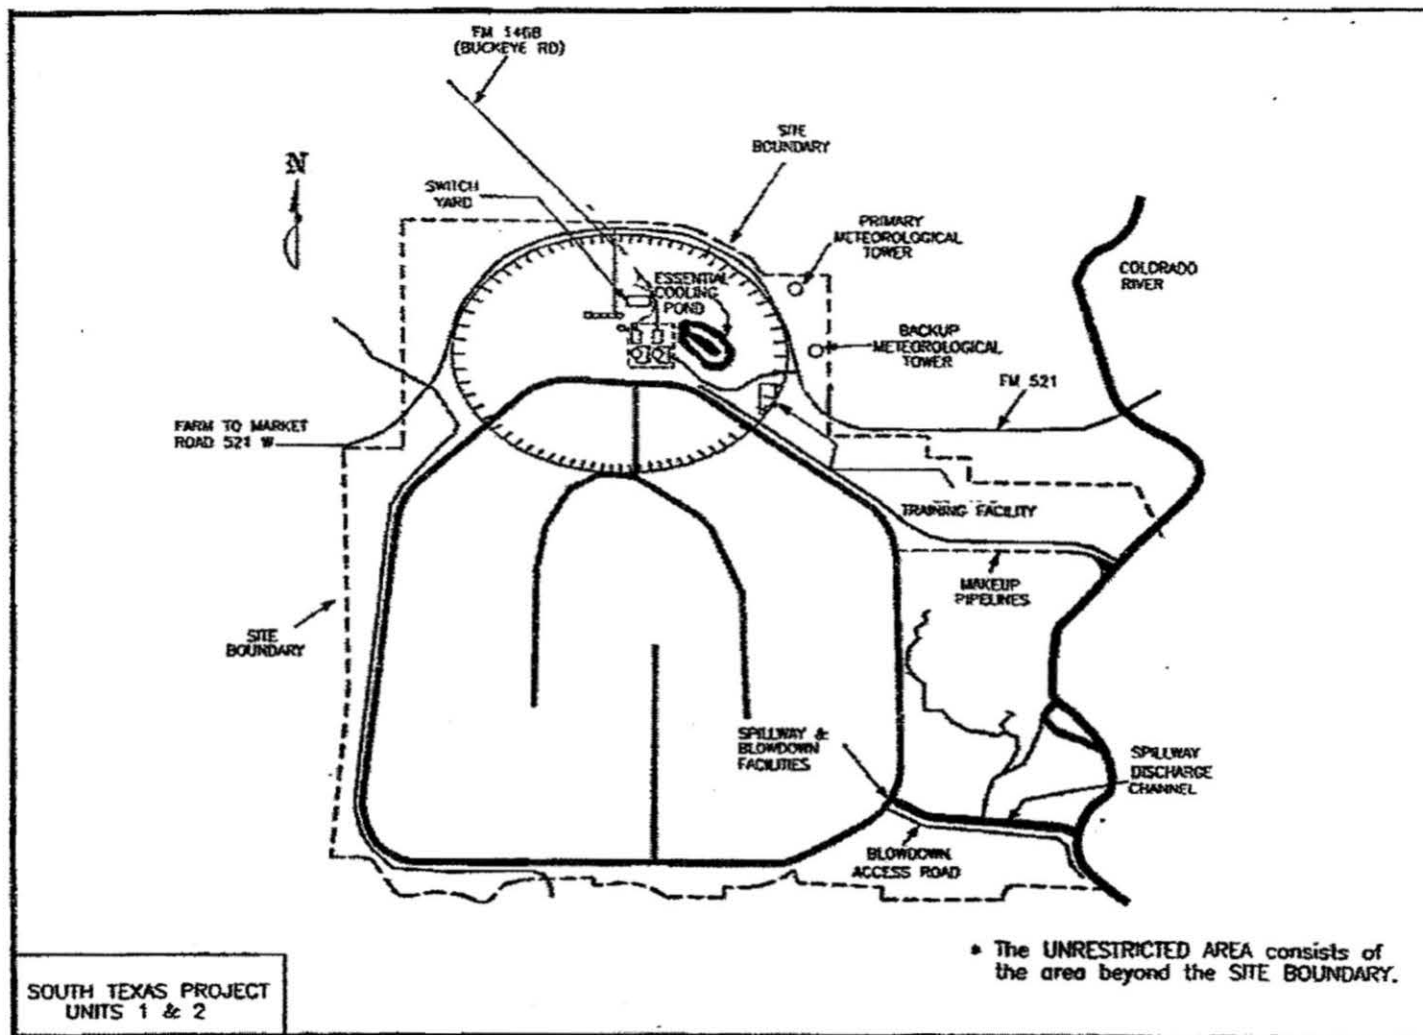 FM 1468
(BUCKEYE RD)
SITE
BOUNDARY
N
SWITCH
YARD
PRIMARY
METEOROLOGICAL
TOWER
COLORADO
RIVER
ESSENTIAL
COOLING
POND
BACKUP
METEOROLOGICAL
TOWER
FM 521
FARM TO MARKET
ROAD 521 W
TRAINING FACILITY
MAKEUP
PIPELINES
SITE
BOUNDARY
SPILLWAY &
BLOWDOWN
FACILITIES
SPILLWAY
DISCHARGE
CHANNEL
BLOWDOWN
ACCESS ROAD
* The UNRESTRICTED AREA consists of
the area beyond the SITE BOUNDARY.
SOUTH TEXAS PROJECT
UNITS 1 & 2